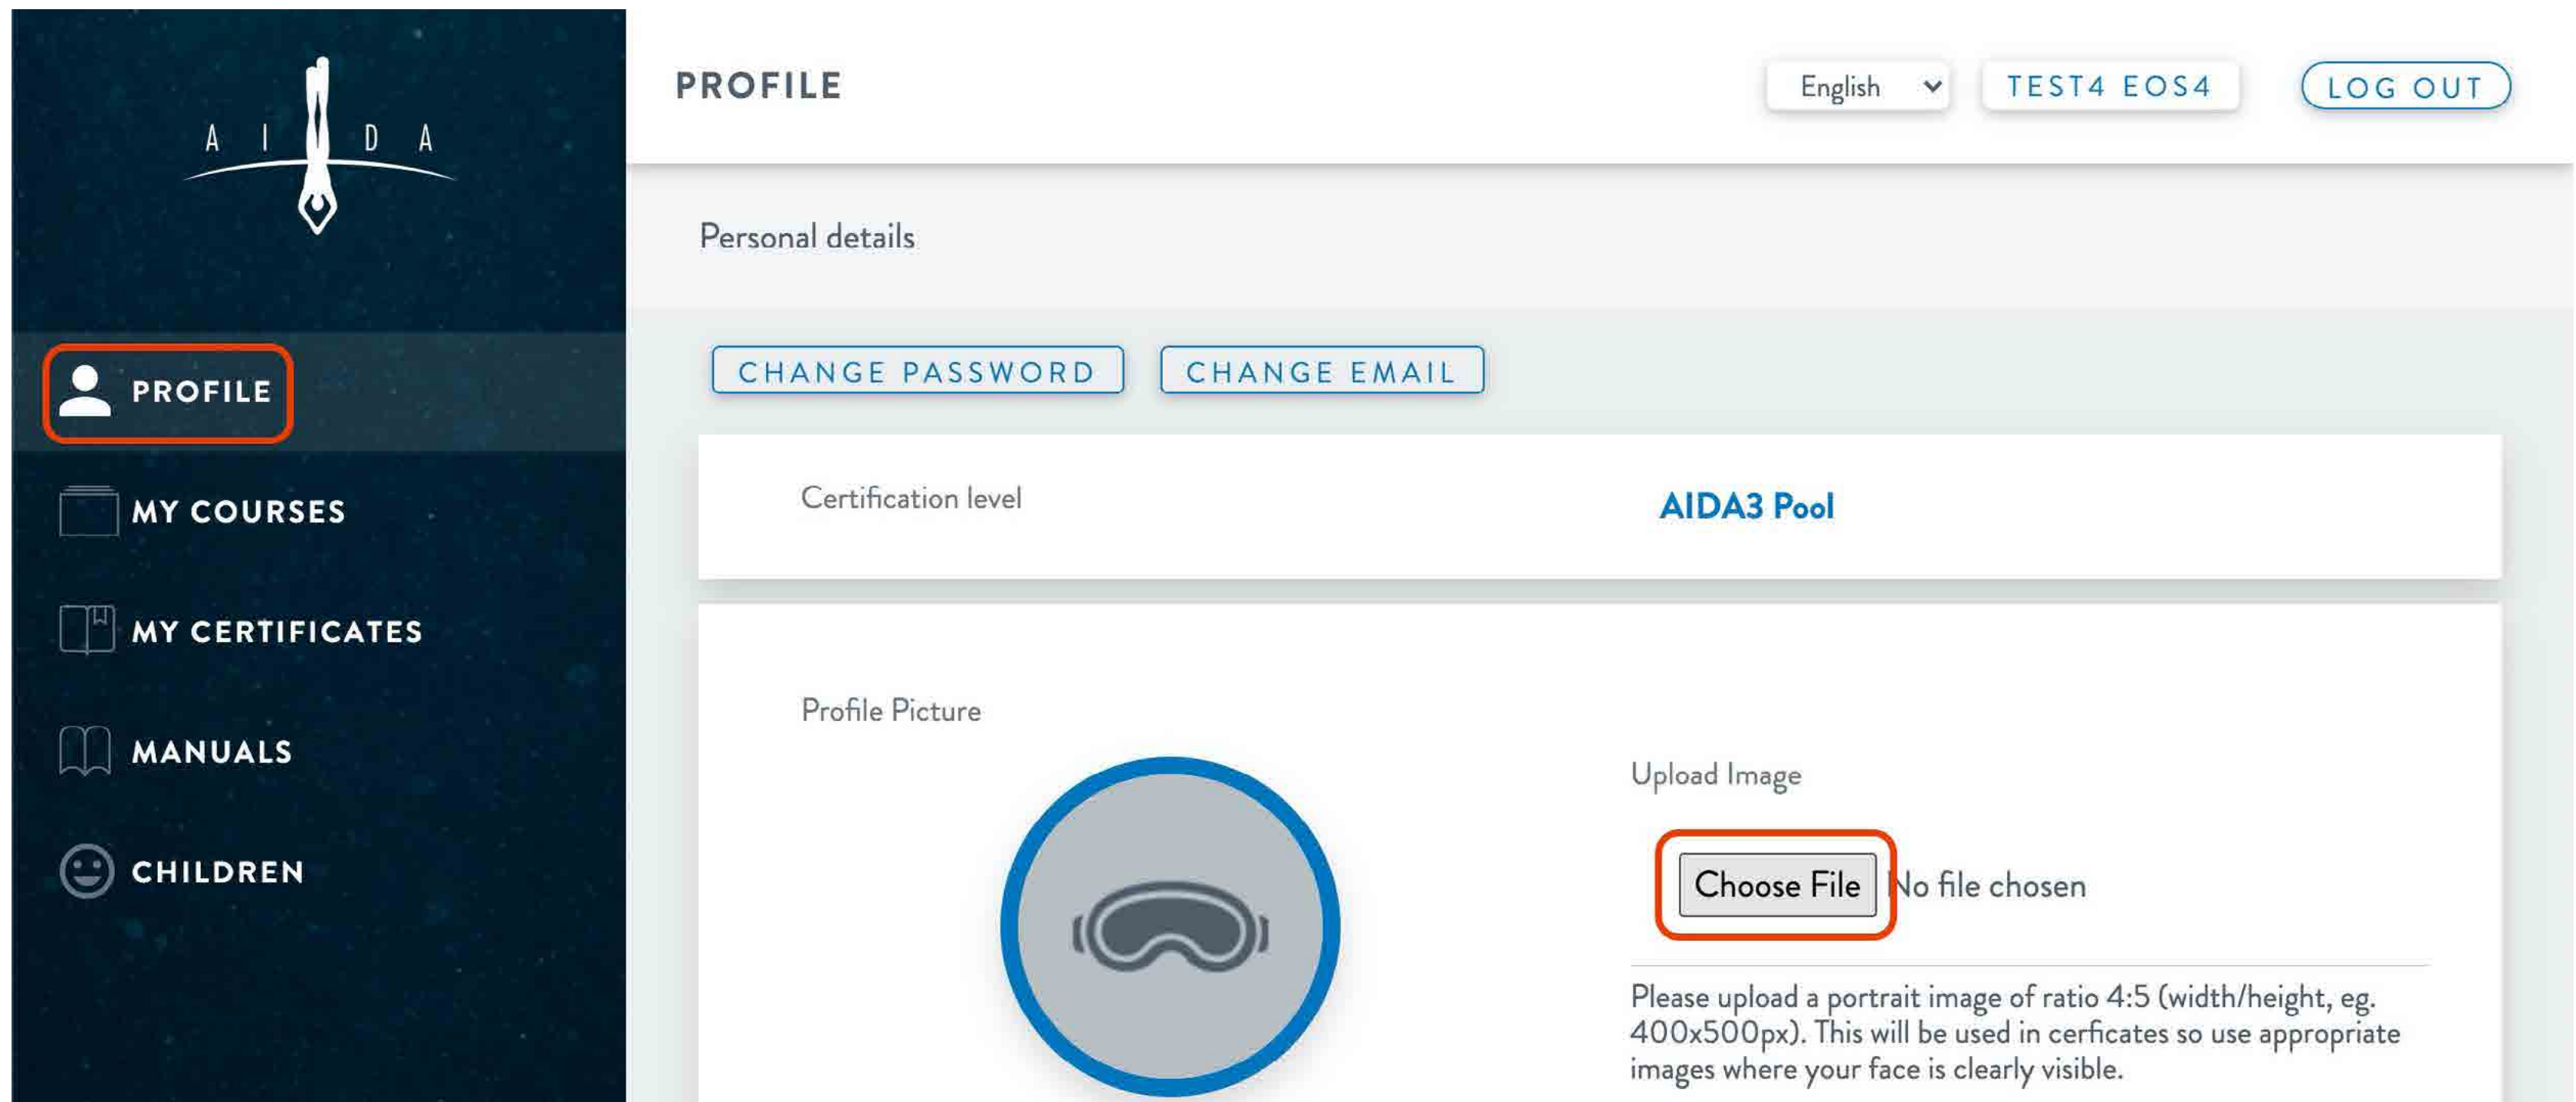 A I D A
PROFILE
MY COURSES
MY CERTIFICATES
MANUALS
CHILDREN
PROFILE
English
TEST4 EOS4
LOG OUT
Personal details
CHANGE PASSWORD
CHANGE EMAIL
Certification level
AIDA3 Pool
Profile Picture
Upload Image
Choose File No file chosen
Please upload a portrait image of ratio 4:5 (width/height, eg.
400x500px). This will be used in cerficates so use appropriate
images where your face is clearly visible.